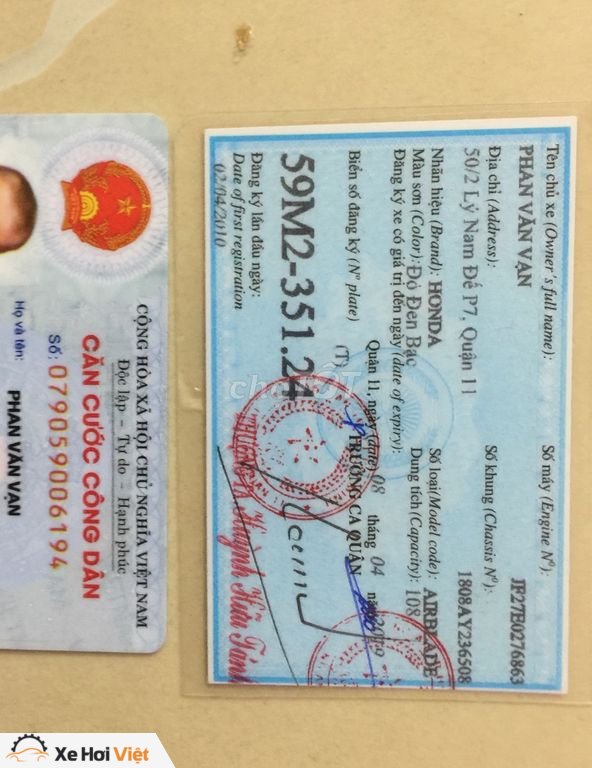 CỘNG HÒA XÃ HỘI CHỦ NGHĨA VIỆT NAM
Độc lập – Tự do – Hạnh phúc
CĂN CƯỚC CÔNG DÂN
Số: 079059006194
Họ và tên:
PHAN VĂN VẠN
Tên chủ xe (Owner's full name):
PHAN VĂN VẠN
Địa chỉ (Address):
50/2 Lý Nam Đế P7, Quận 11
Nhãn hiệu (Brand): HONDA
Màu sơn (Color): Đỏ Đen Bạc
Đăng ký xe có giá trị đến ngày (date of expiry):
Biển số đăng ký (Nº plate)
59M2-351.24
Đăng ký lần đầu ngày:
Date of first registration
02/04/2010
Số máy (Engine Nº):
JF27E0276863
Số khung (Chassis Nº):
1808AY236508
Số loại (Model code): AIRBLADE
Dung tích (Capacity): 108
Quận 11, ngày (date) 08 tháng 04
(T) TRƯỞNG CA QUẬN
chợTỐT
Xe Hơi Việt